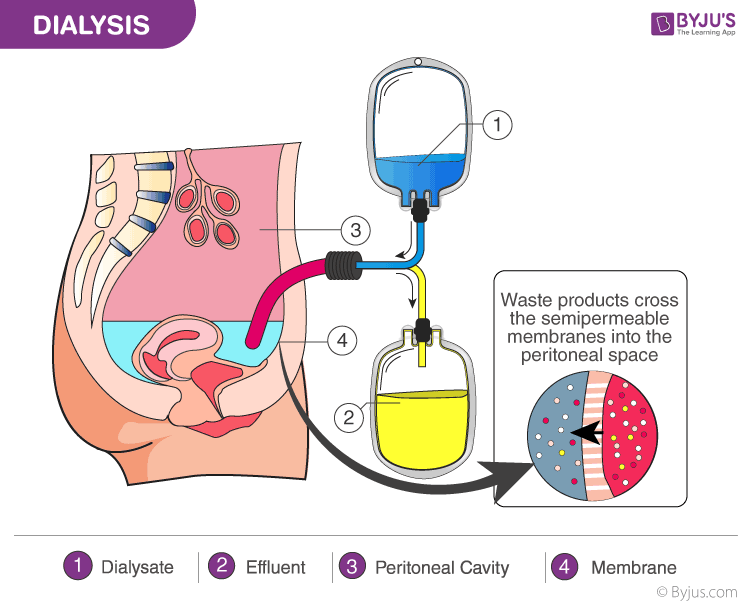 DIALYSIS
BYJU'S
The Learning App
1
3
4
2
Waste products cross
the semipermeable
membranes into the
peritoneal space
1 Dialysate
2 Effluent
3 Peritoneal Cavity
4 Membrane
© Byjus.com